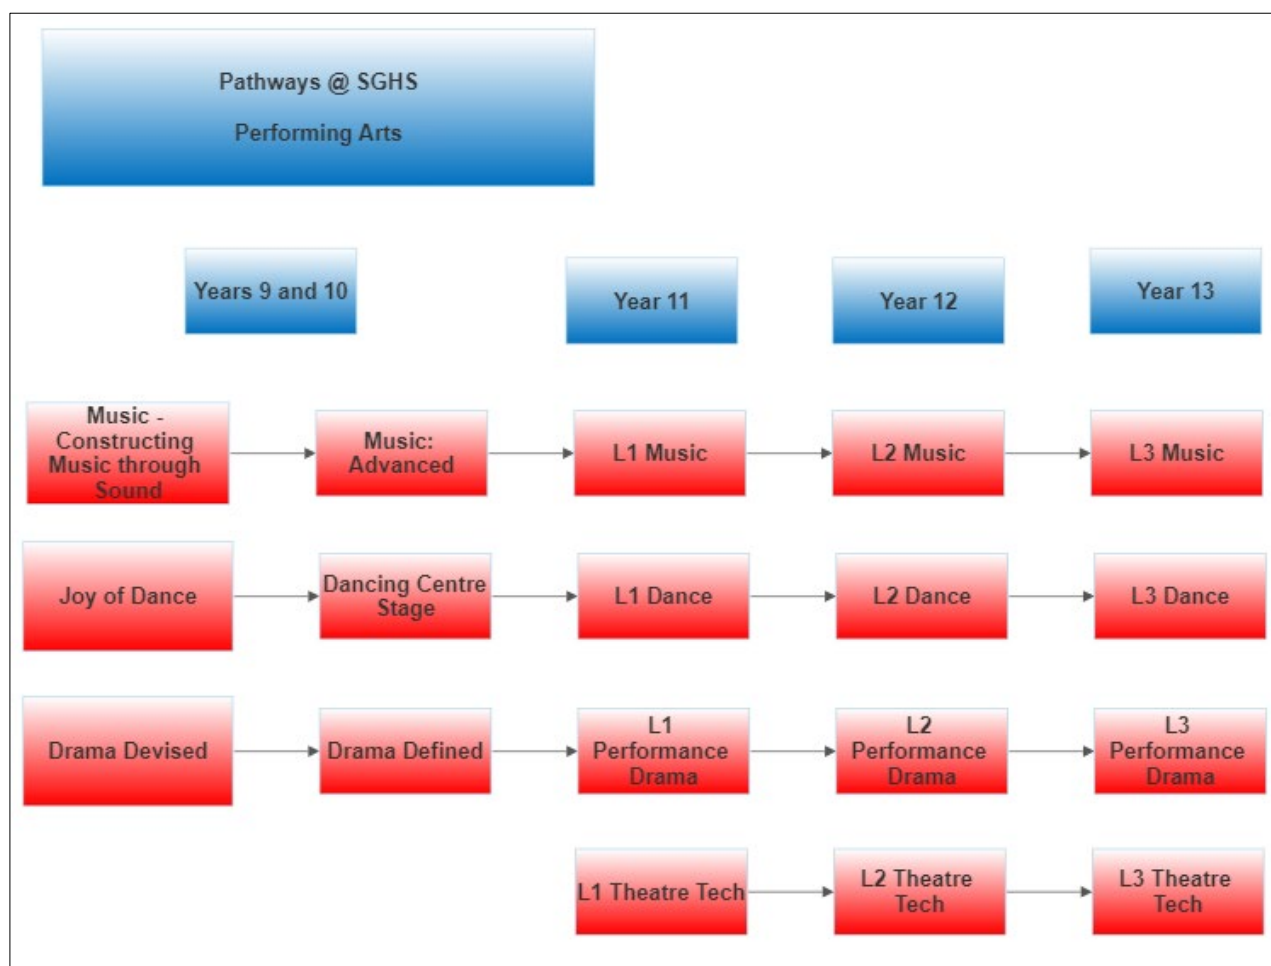 Pathways @ SGHS
Performing Arts
Years 9 and 10
Year 11
Year 12
Year 13
Music -
Constructing
Music through
Sound
Music:
Advanced
L1 Music
L2 Music
L3 Music
Joy of Dance
Dancing Centre
Stage
L1 Dance
L2 Dance
L3 Dance
Drama Devised
Drama Defined
L1
Performance
Drama
L2
Performance
Drama
L3
Performance
Drama
L1 Theatre Tech
L2 Theatre
Tech
L3 Theatre
Tech